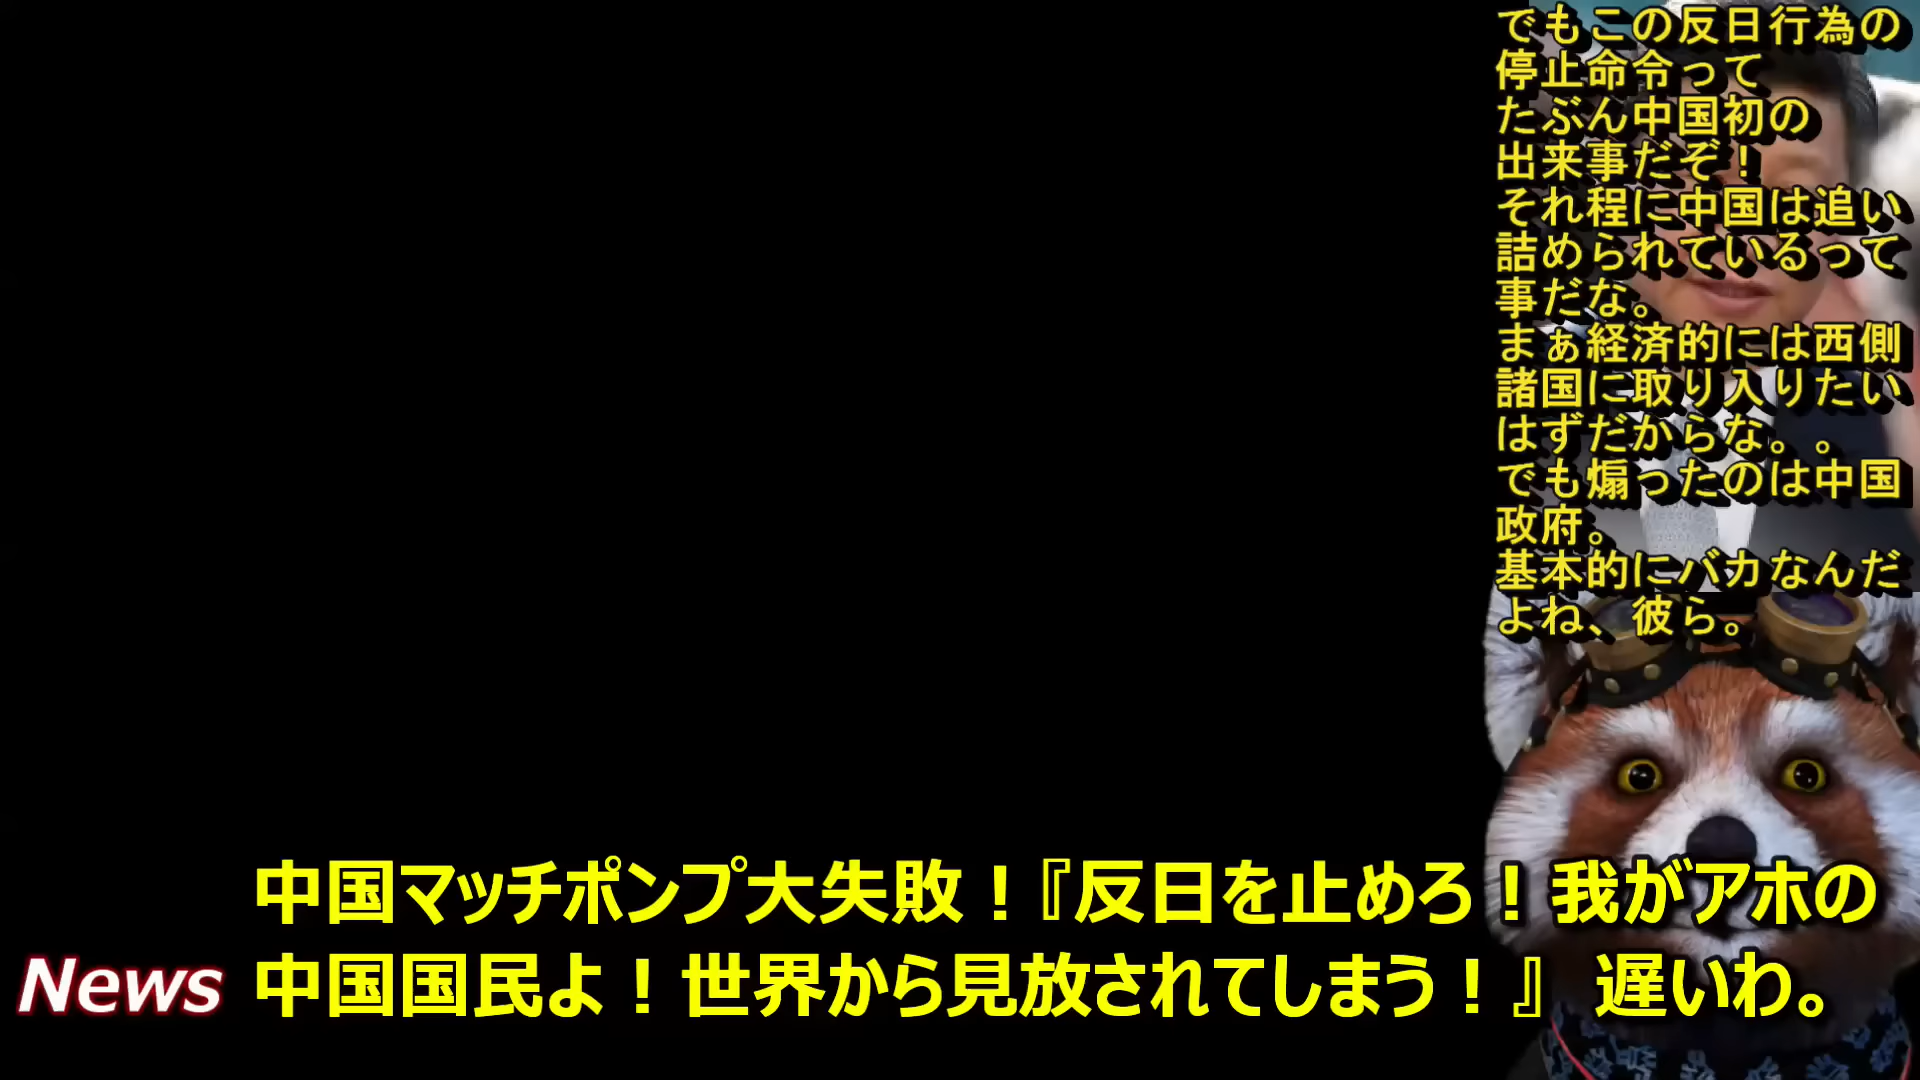 でもこの反日行為の
停止命令って
たぶん中国初の
出来事だぞ！
それ程に中国は追い
詰められているって
事だな。
まぁ経済的には西側
諸国に取り入りたい
はずだからな。。
でも煽ったのは中国
政府。
基本的にバカなんだ
よね、彼ら。
中国マッチポンプ大失敗！『反日を止めろ！我がアホの
News 中国国民よ！世界から見放されてしまう！』 遅いわ。